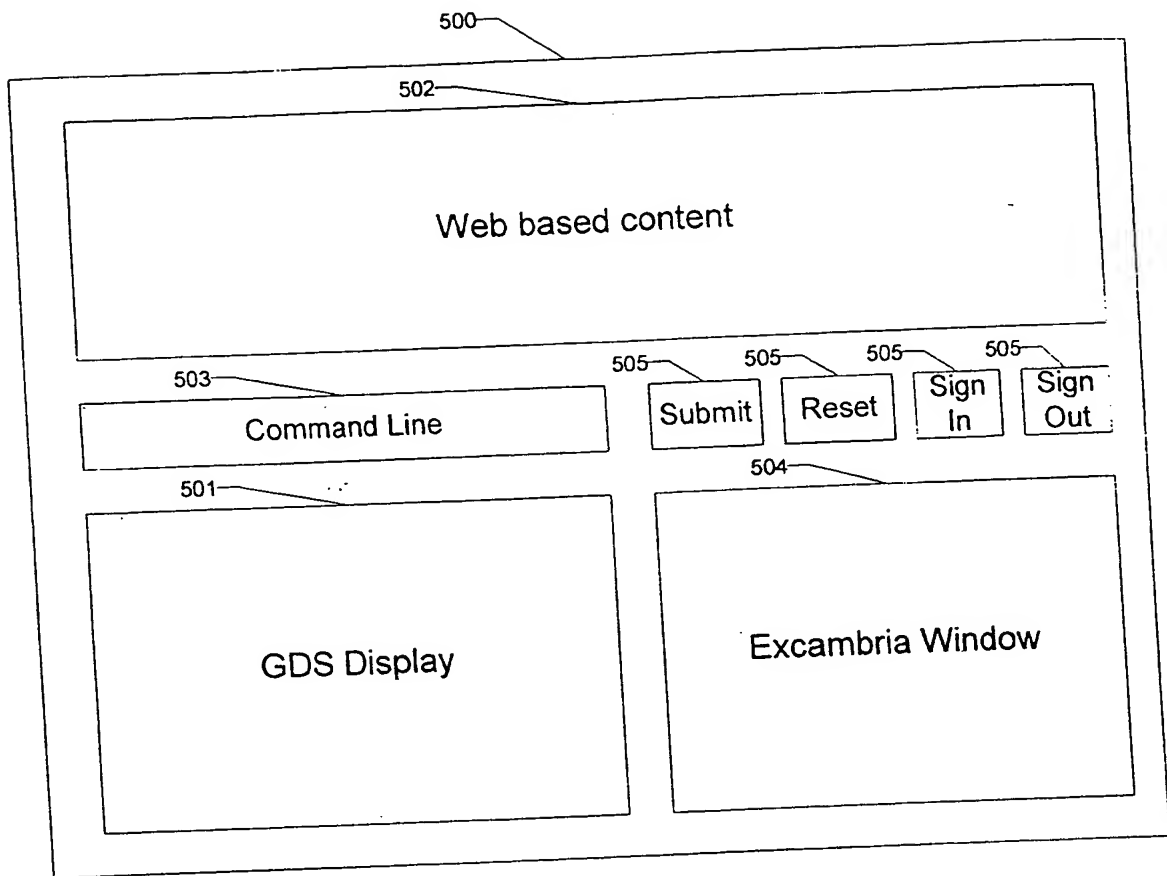 500
502
Web based content
503
505
505
505
505
Command Line
Submit
Reset
Sign
In
Sign
Out
501
504
GDS Display
Excambria Window